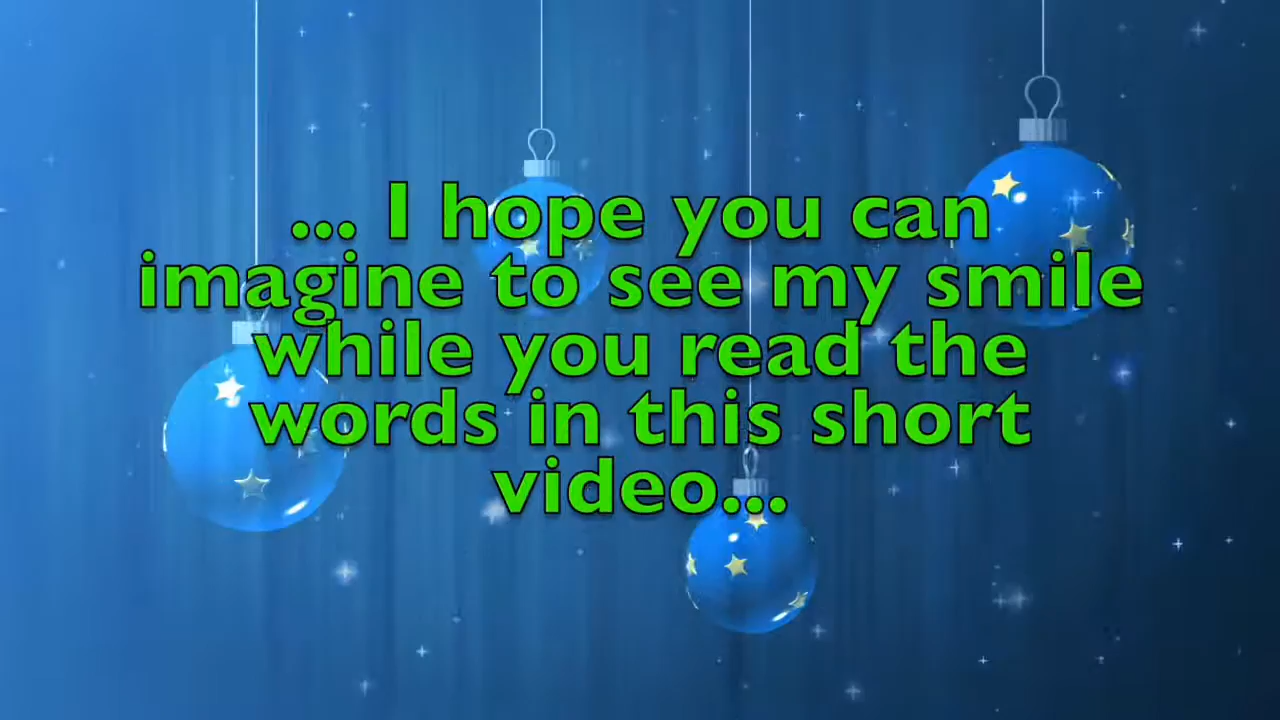 ... I hope you can
imagine to see my smile
while you read the
words in this short
video...